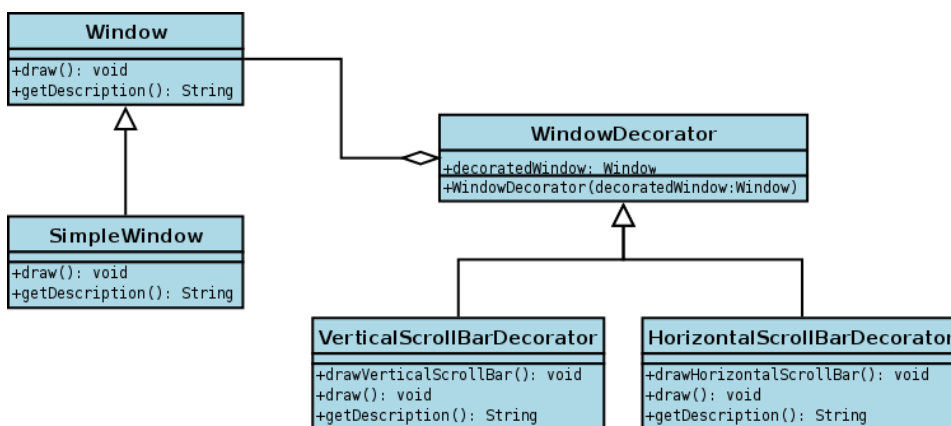 Window
+draw(): void
+getDescription(): String
WindowDecorator
+decoratedWindow: Window
+WindowDecorator(decoratedWindow:Window)
SimpleWindow
+draw(): void
+getDescription(): String
VerticalScrollBarDecorator
+drawVerticalScrollBar(): void
+draw(): void
+getDescription(): String
HorizontalScrollBarDecorator
+drawHorizontalScrollBar(): void
+draw(): void
+getDescription(): String